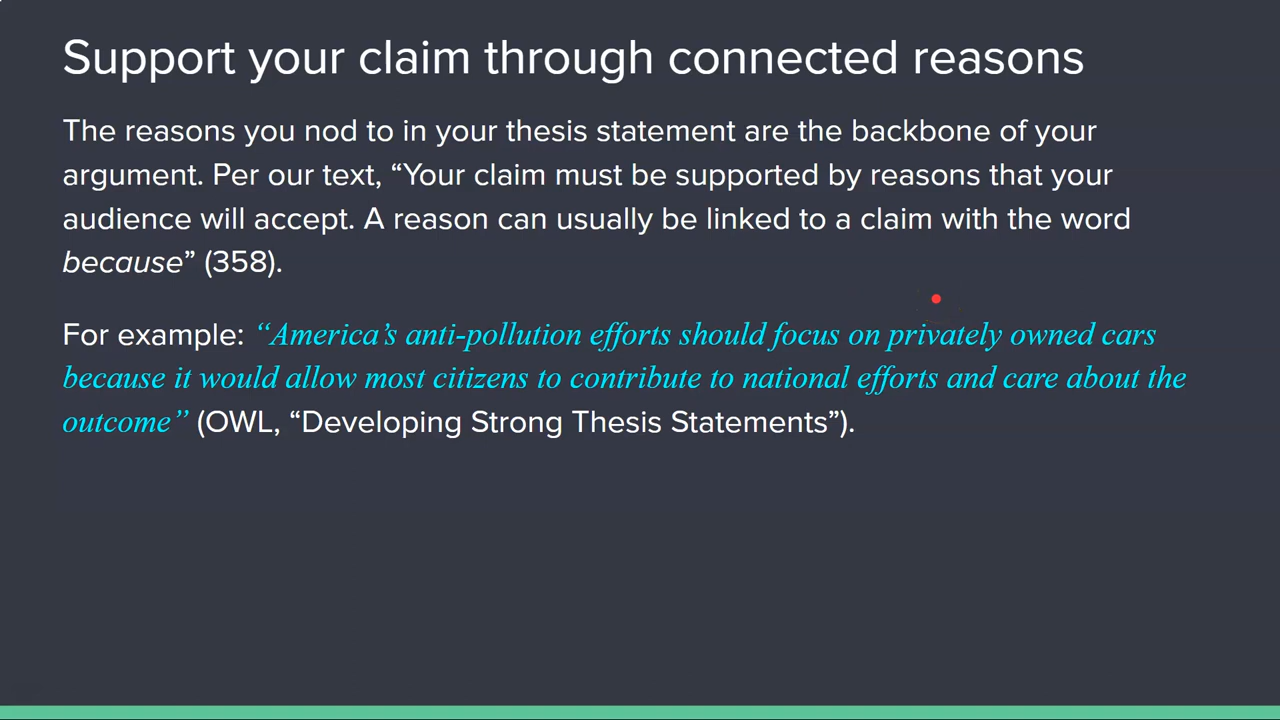 Support your claim through connected reasons
The reasons you nod to in your thesis statement are the backbone of your
argument. Per our text, “Your claim must be supported by reasons that your
audience will accept. A reason can usually be linked to a claim with the word
because” (358).
For example: “America’s anti-pollution efforts should focus on privately owned cars
because it would allow most citizens to contribute to national efforts and care about the
outcome” (OWL, “Developing Strong Thesis Statements”).